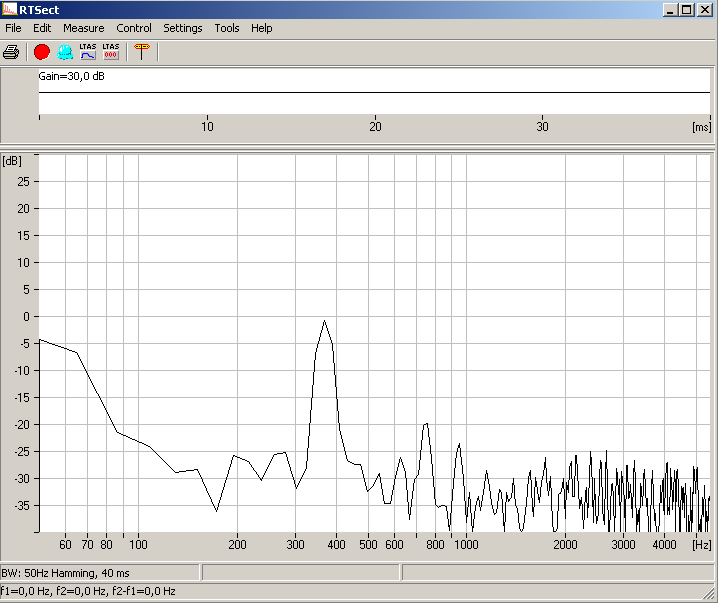 RTSect
File Edit Measure Control Settings Tools Help
LTAS LTAS
Gain=30,0 dB
10 20 30 [ms]
[dB]
25
20
15
10
5
0
-5
-10
-15
-20
-25
-30
-35
60 70 80 100 200 300 400 500 600 800 1000 2000 3000 4000 [Hz]
BW: 50Hz Hamming, 40 ms
f1=0,0 Hz, f2=0,0 Hz, f2-f1=0,0 Hz